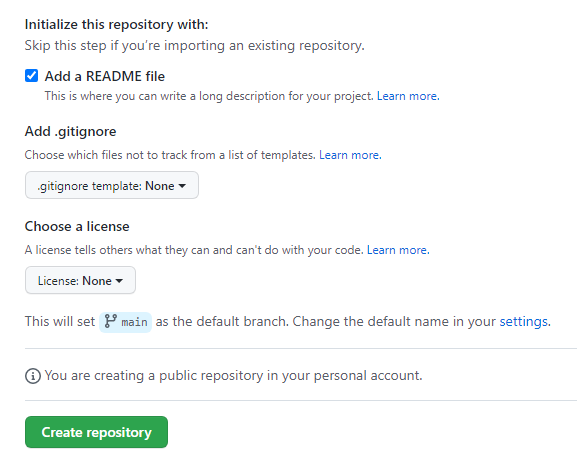 Initialize this repository with:
Skip this step if you're importing an existing repository.
Add a README file
This is where you can write a long description for your project. Learn more.
Add .gitignore
Choose which files not to track from a list of templates. Learn more.
.gitignore template: None
Choose a license
A license tells others what they can and can't do with your code. Learn more.
License: None
This will set main as the default branch. Change the default name in your settings.
You are creating a public repository in your personal account.
Create repository